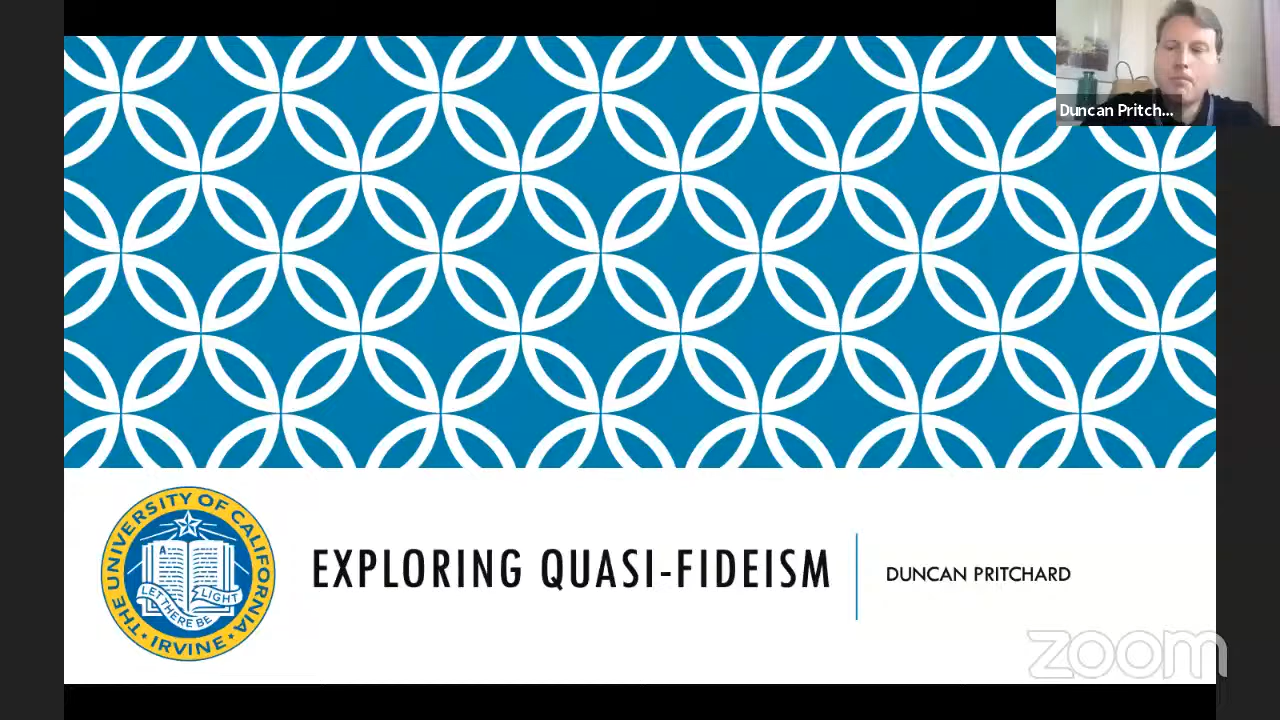 Duncan Pritch...
THE UNIVERSITY OF CALIFORNIA
A
LET THERE BE
LIGHT
IRVINE
EXPLORING QUASI-FIDEISM
DUNCAN PRITCHARD
zoom